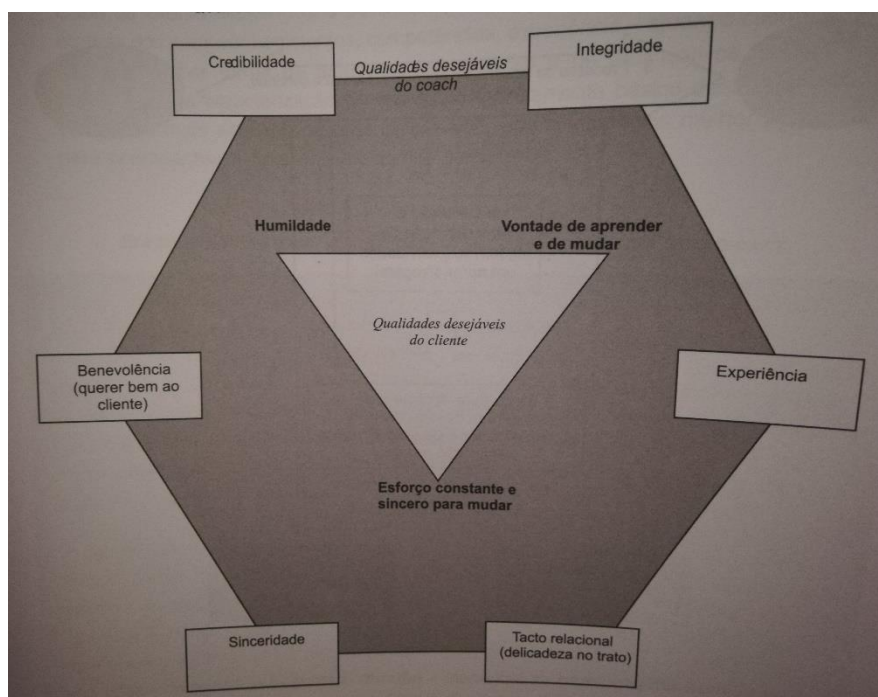 Credibilidade
Qualidades desejáveis
do coach
Integridade
Humildade
Vontade de aprender
e de mudar
Qualidades desejáveis
do cliente
Benevolência
(querer bem ao
cliente)
Experiência
Esforço constante e
sincero para mudar
Sinceridade
Tacto relacional
(delicadeza no trato)